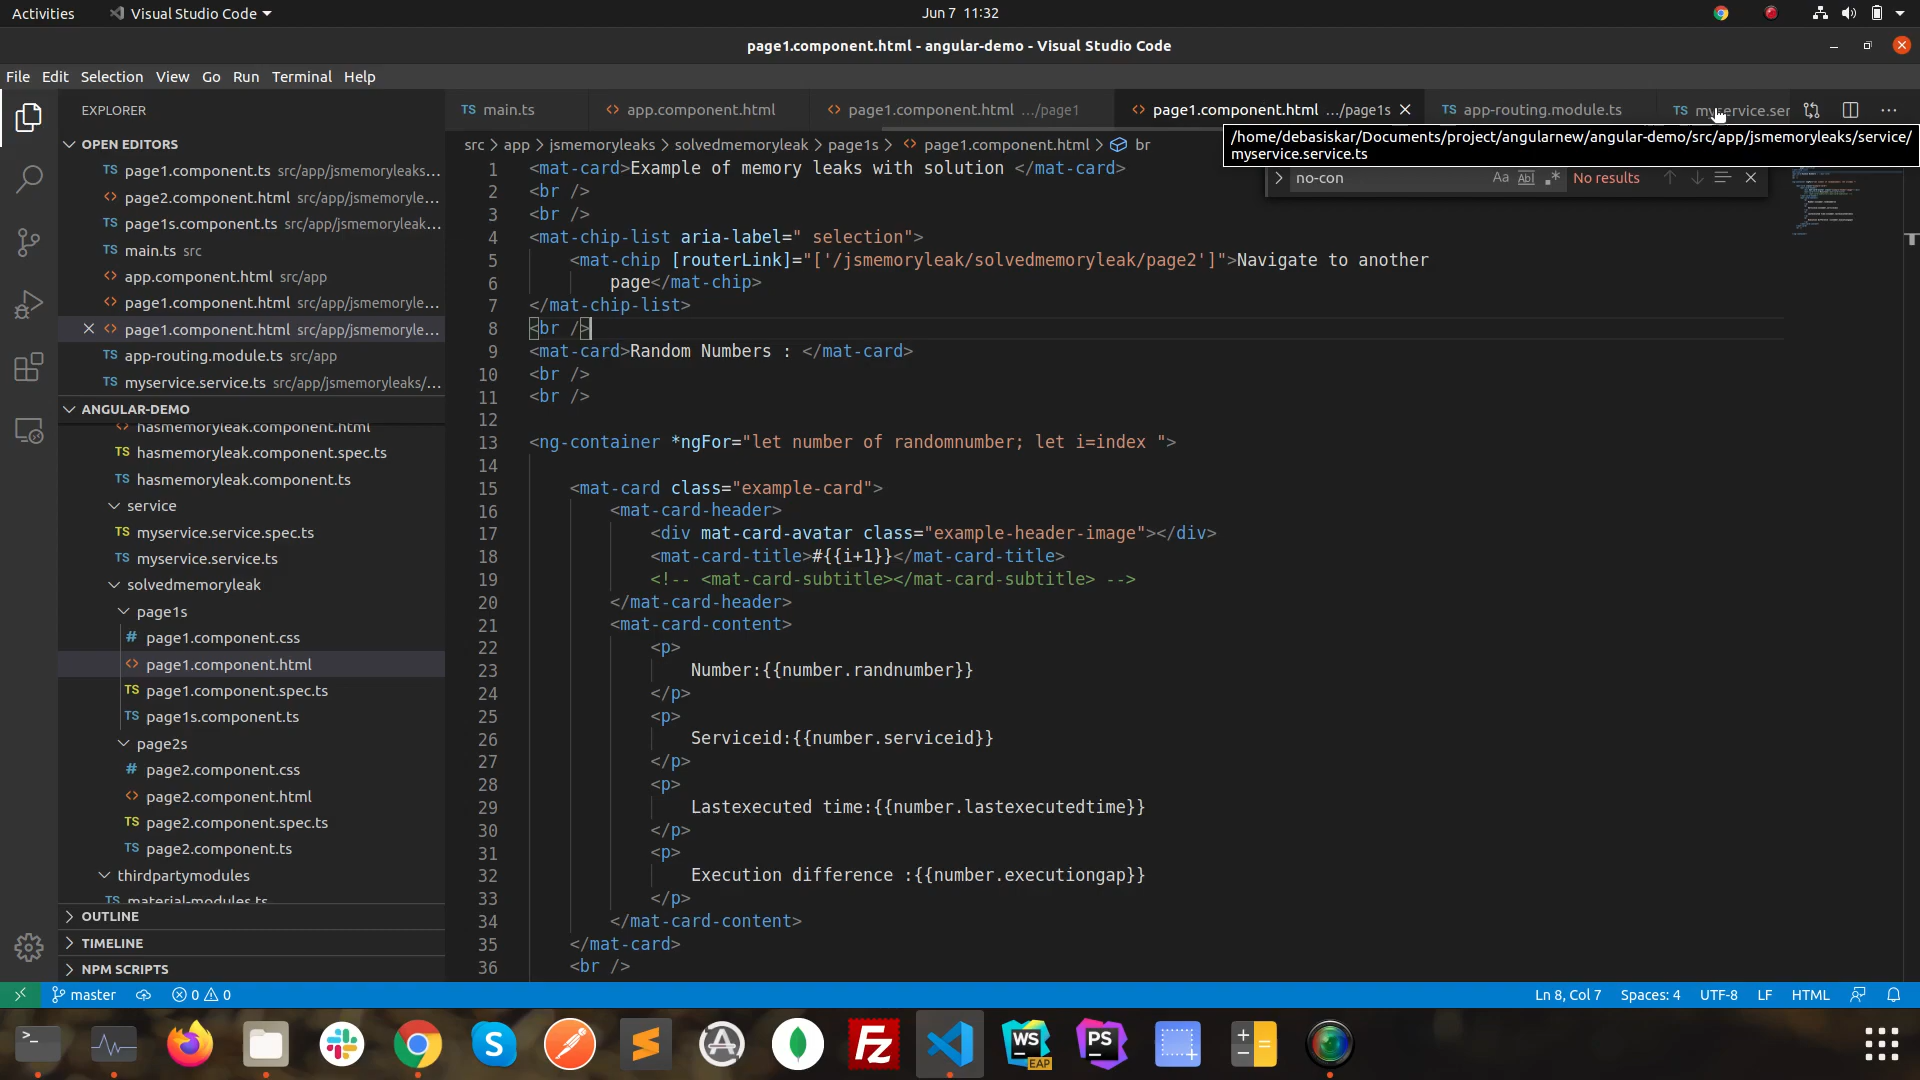 Activities
Visual Studio Code
Jun 7 11:32
page1.component.html - angular-demo - Visual Studio Code
File Edit Selection View Go Run Terminal Help
EXPLORER
OPEN EDITORS
TS page1.component.ts src/app/jsmemoryleaks...
<> page2.component.html src/app/jsmemoryle...
TS page1s.component.ts src/app/jsmemoryleak...
TS main.ts src
<> app.component.html src/app
<> page1.component.html src/app/jsmemoryle...
<> page1.component.html src/app/jsmemoryle...
TS app-routing.module.ts src/app
TS myservice.service.ts src/app/jsmemoryleaks/...
ANGULAR-DEMO
<> hasmemoryleak.component.html
TS hasmemoryleak.component.spec.ts
TS hasmemoryleak.component.ts
service
TS myservice.service.spec.ts
TS myservice.service.ts
solvedmemoryleak
page1s
# page1.component.css
<> page1.component.html
TS page1.component.spec.ts
TS page1s.component.ts
page2s
# page2.component.css
<> page2.component.html
TS page2.component.spec.ts
TS page2.component.ts
thirdpartymodules
TS material-modules.ts
OUTLINE
TIMELINE
NPM SCRIPTS
TS main.ts
<> app.component.html
<> page1.component.html .../page1
<> page1.component.html .../page1s
TS app-routing.module.ts
TS myservice.ser
/home/debasiskar/Documents/project/angularnew/angular-demo/src/app/jsmemoryleaks/service/
myservice.service.ts
src > app > jsmemoryleaks > solvedmemoryleak > page1s > <> page1.component.html > br
no-con Aa Abl .* No results
1 <mat-card>Example of memory leaks with solution </mat-card>
2 <br />
3 <br />
4 <mat-chip-list aria-label=" selection">
5 <mat-chip [routerLink]="['/jsmemoryleak/solvedmemoryleak/page2']">Navigate to another
6 page</mat-chip>
7 </mat-chip-list>
8 <br />
9 <mat-card>Random Numbers : </mat-card>
10 <br />
11 <br />
12
13 <ng-container *ngFor="let number of randomnumber; let i=index ">
14
15 <mat-card class="example-card">
16 <mat-card-header>
17 <div mat-card-avatar class="example-header-image"></div>
18 <mat-card-title>#{{i+1}}</mat-card-title>
19 <!-- <mat-card-subtitle></mat-card-subtitle> -->
20 </mat-card-header>
21 <mat-card-content>
22 <p>
23 Number:{{number.randnumber}}
24 </p>
25 <p>
26 Serviceid:{{number.serviceid}}
27 </p>
28 <p>
29 Lastexecuted time:{{number.lastexecutedtime}}
30 </p>
31 <p>
32 Execution difference :{{number.executiongap}}
33 </p>
34 </mat-card-content>
35 </mat-card>
36 <br />
master
0 0
Ln 8, Col 7 Spaces: 4 UTF-8 LF HTML
WS
EAP
PS
Fz